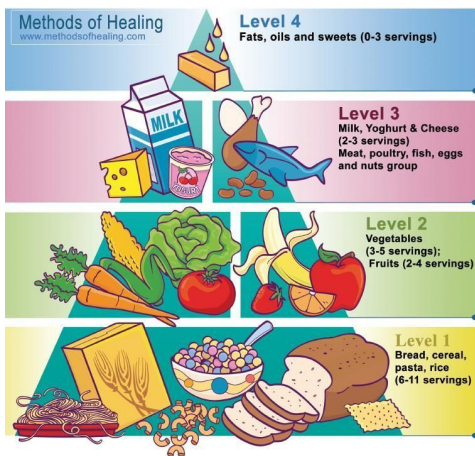 Methods of Healing
www.methodsofhealing.com
Level 4
Fats, oils and sweets (0-3 servings)
Level 3
Milk, Yoghurt & Cheese
(2-3 servings)
Meat, poultry, fish, eggs
and nuts group
MILK
YOGURT
Level 2
Vegetables
(3-5 servings);
Fruits (2-4 servings)
Level 1
Bread, cereal,
pasta, rice
(6-11 servings)